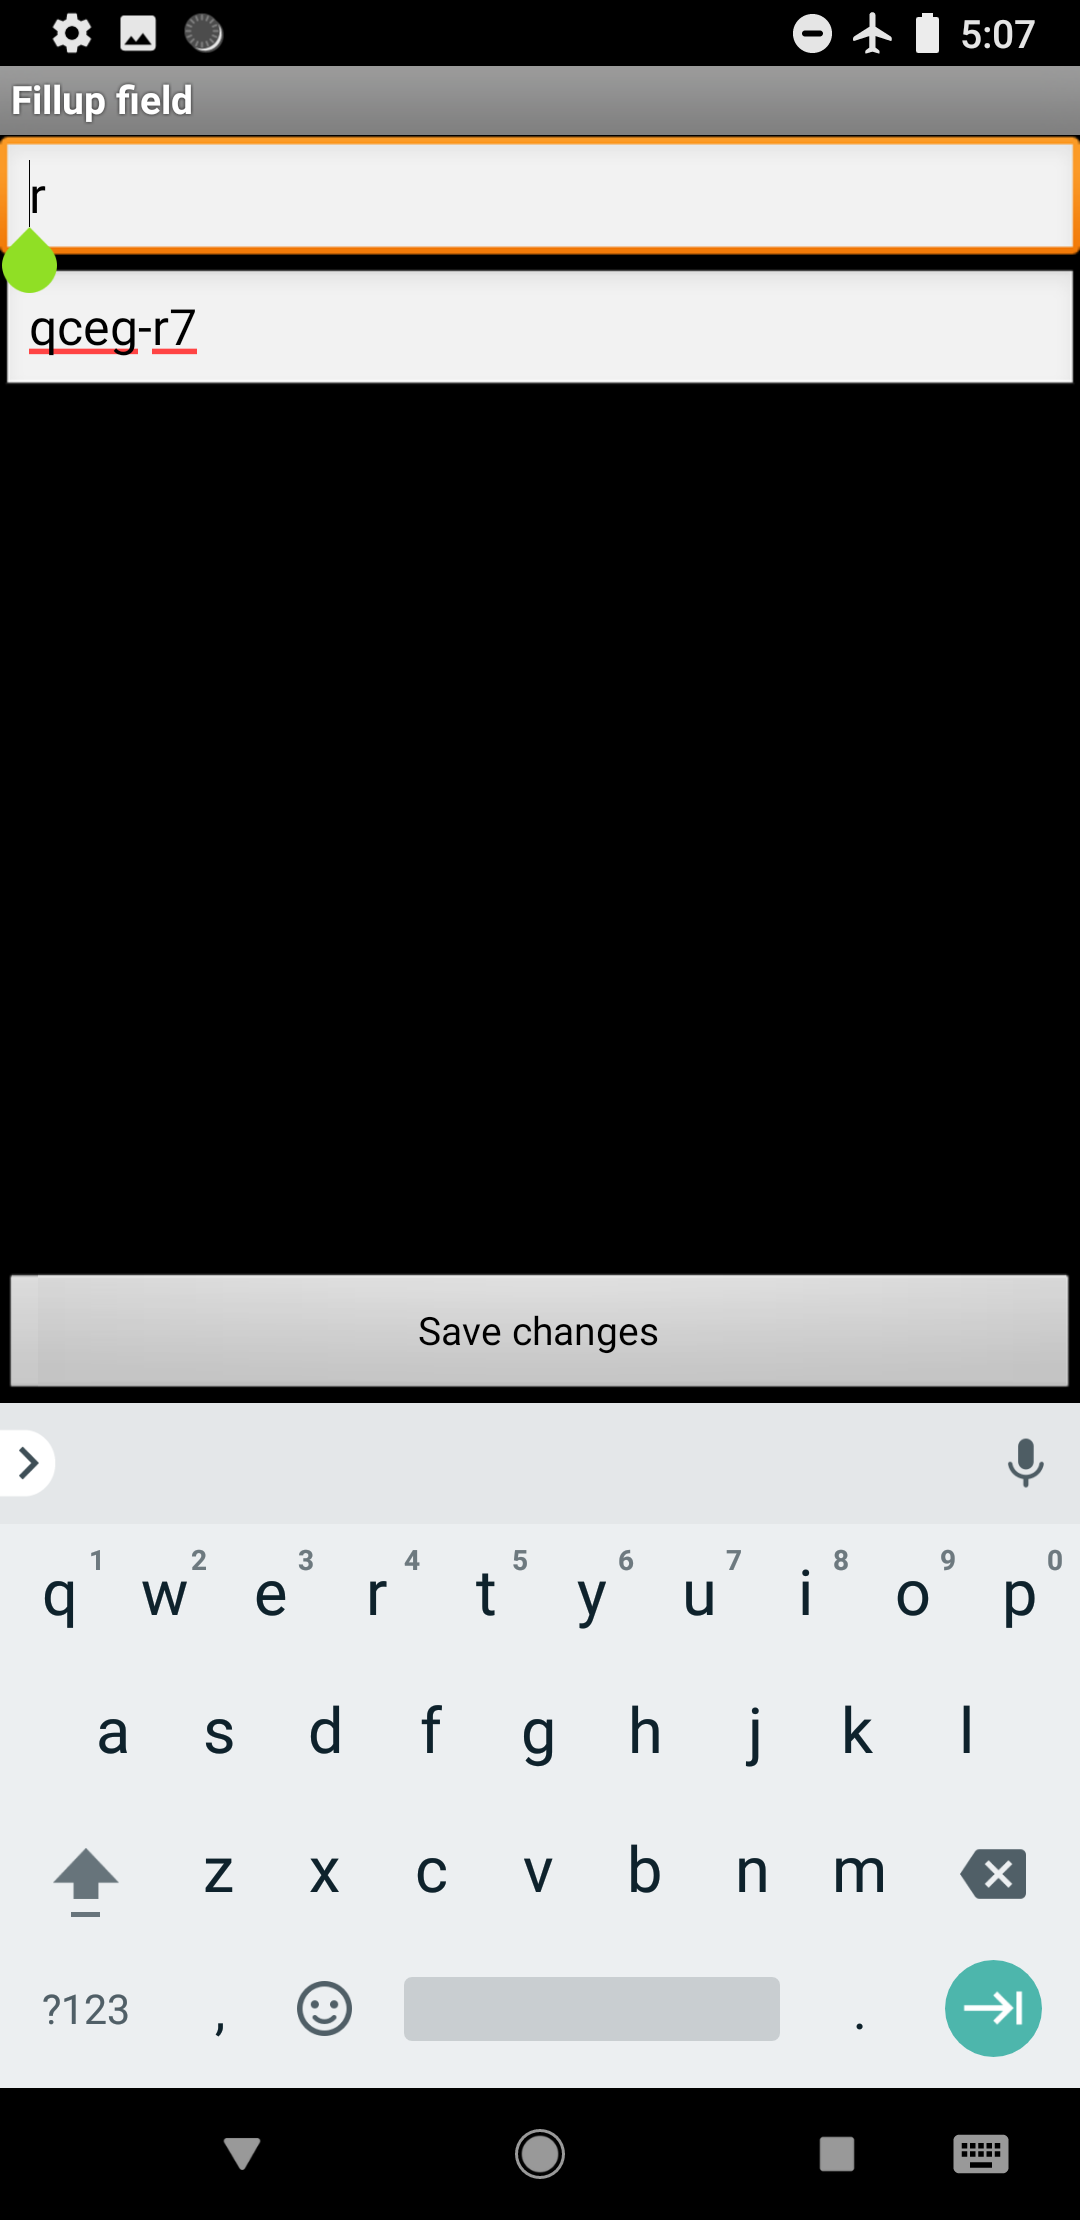 5:07
Fillup field
r
qceg-r7
Save changes
1 2 3 4 5 6 7 8 9 0
q w e r t y u i o p
a s d f g h j k l
z x c v b n m
?123 , .